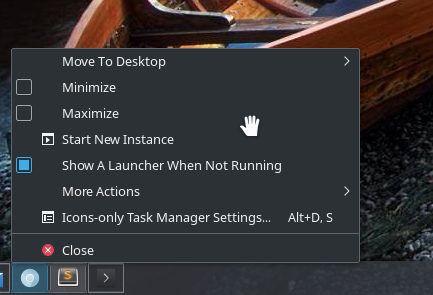 Move To Desktop
Minimize
Maximize
Start New Instance
Show A Launcher When Not Running
More Actions
Icons-only Task Manager Settings... Alt+D, S
Close
S